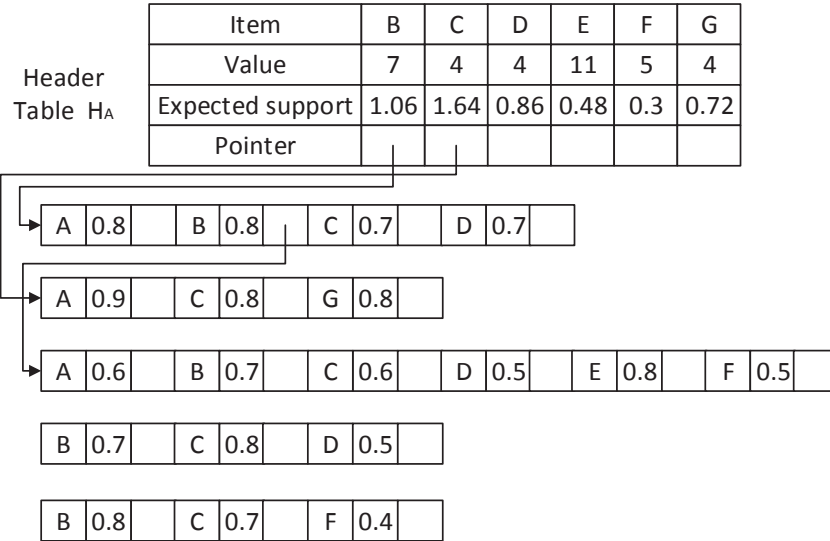 Item B C D E F G
Header Table HA
Value 7 4 4 11 5 4
Expected support 1.06 1.64 0.86 0.48 0.3 0.72
Pointer
A 0.8 B 0.8 C 0.7 D 0.7
A 0.9 C 0.8 G 0.8
A 0.6 B 0.7 C 0.6 D 0.5 E 0.8 F 0.5
B 0.7 C 0.8 D 0.5
B 0.8 C 0.7 F 0.4